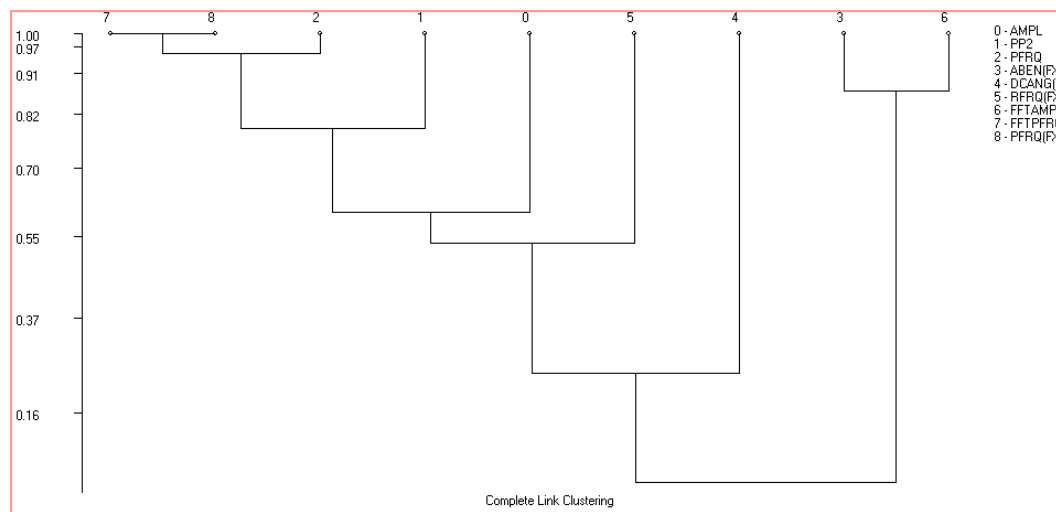 7 8 2 1 0 5 4 3 6
1.00
0.97
0.91
0.82
0.70
0.55
0.37
0.16
0 - AMPL
1 - PP2
2 - PFRQ
3 - ABEN(F
4 - DCANG(
5 - RFRQ(F
6 - FFTAMP
7 - FFTPFR
8 - PFRQ(F
Complete Link Clustering